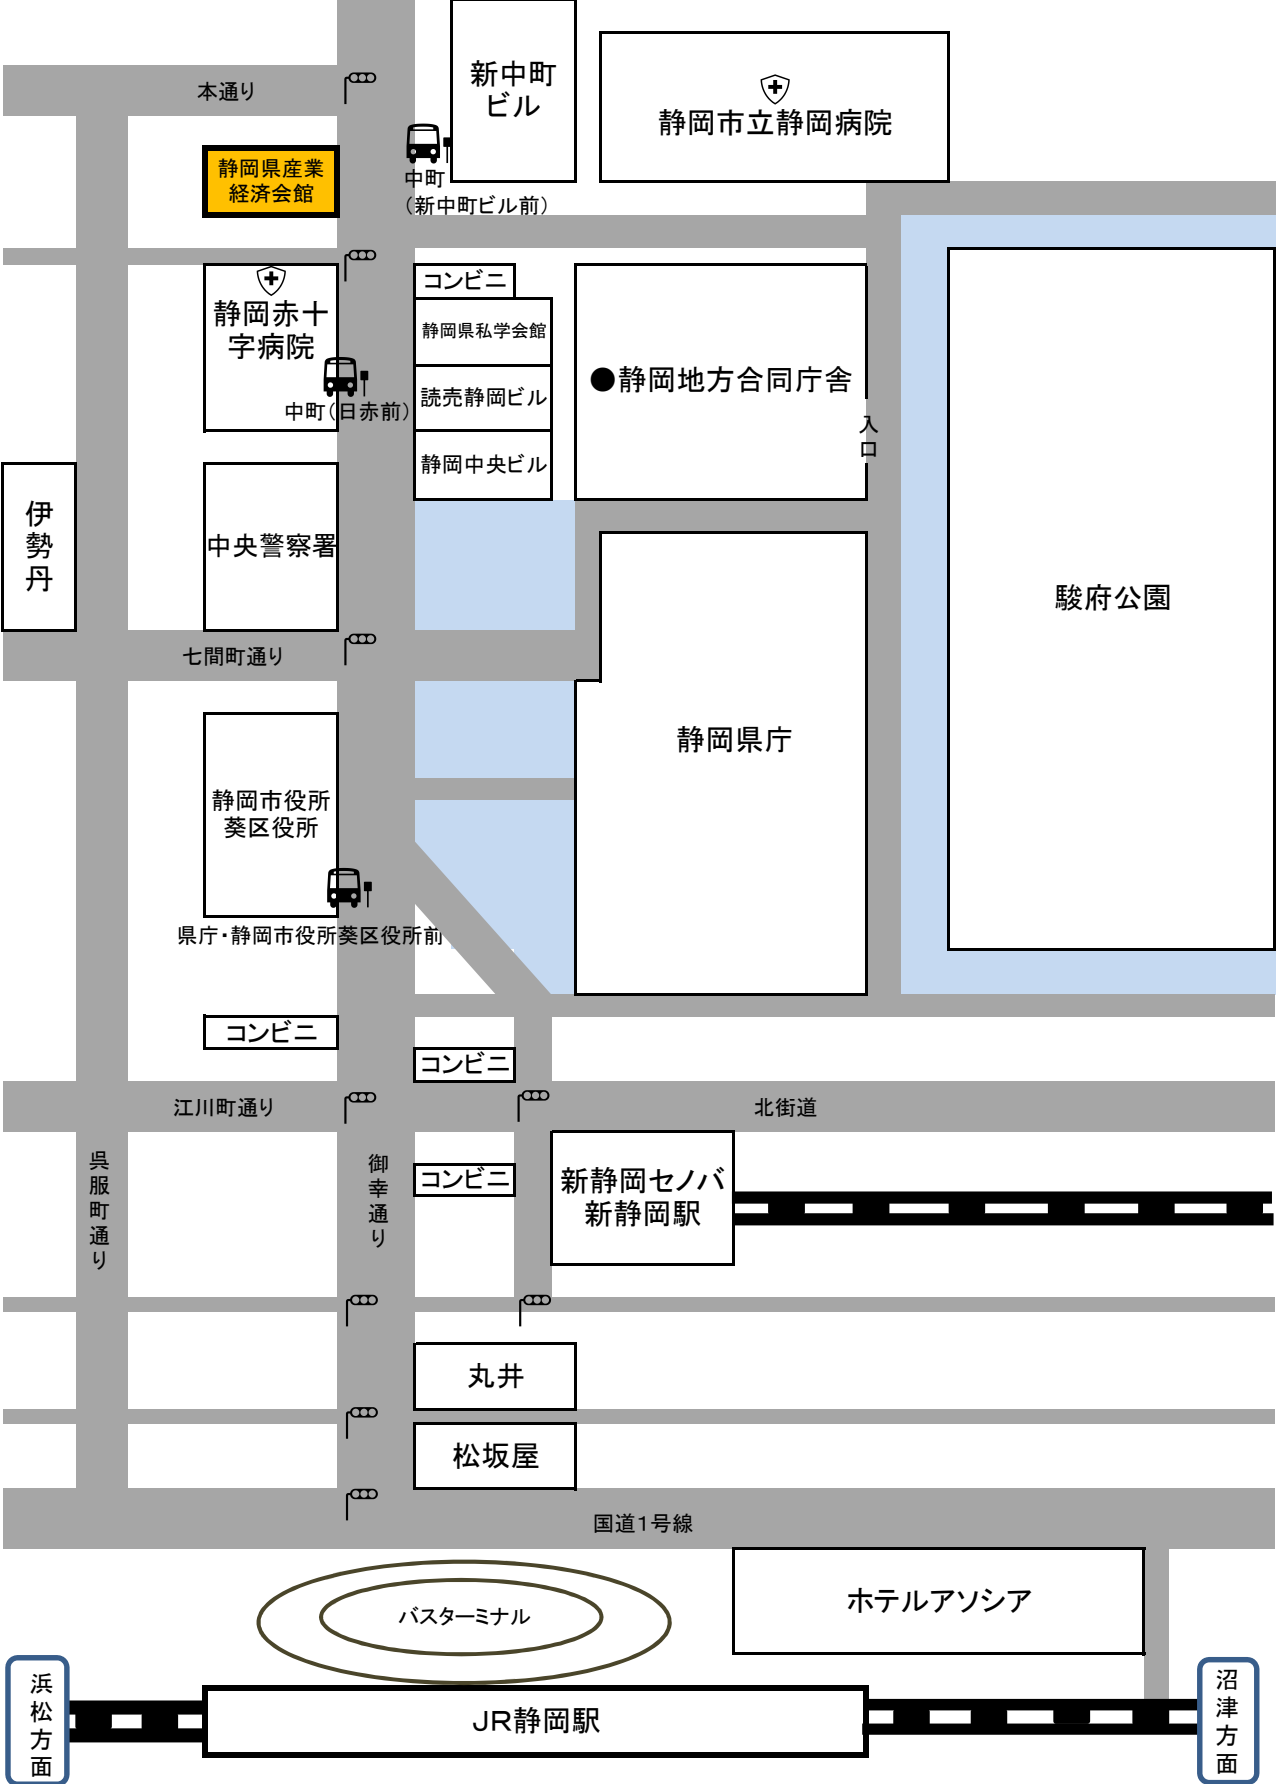 新中町
ビル
静岡市立静岡病院
本通り
静岡県産業
経済会館
中町
（新中町ビル前）
コンビニ
静岡赤十
字病院
静岡県私学会館
●静岡地方合同庁舎
読売静岡ビル
中町（日赤前）
入口
静岡中央ビル
伊勢丹
中央警察署
駿府公園
七間町通り
静岡県庁
静岡市役所
葵区役所
県庁・静岡市役所葵区役所前
コンビニ
コンビニ
江川町通り
北街道
呉服町通り
御幸通り
コンビニ
新静岡セノバ
新静岡駅
丸井
松坂屋
国道1号線
ホテルアソシア
バスターミナル
浜松方面
JR静岡駅
沼津方面